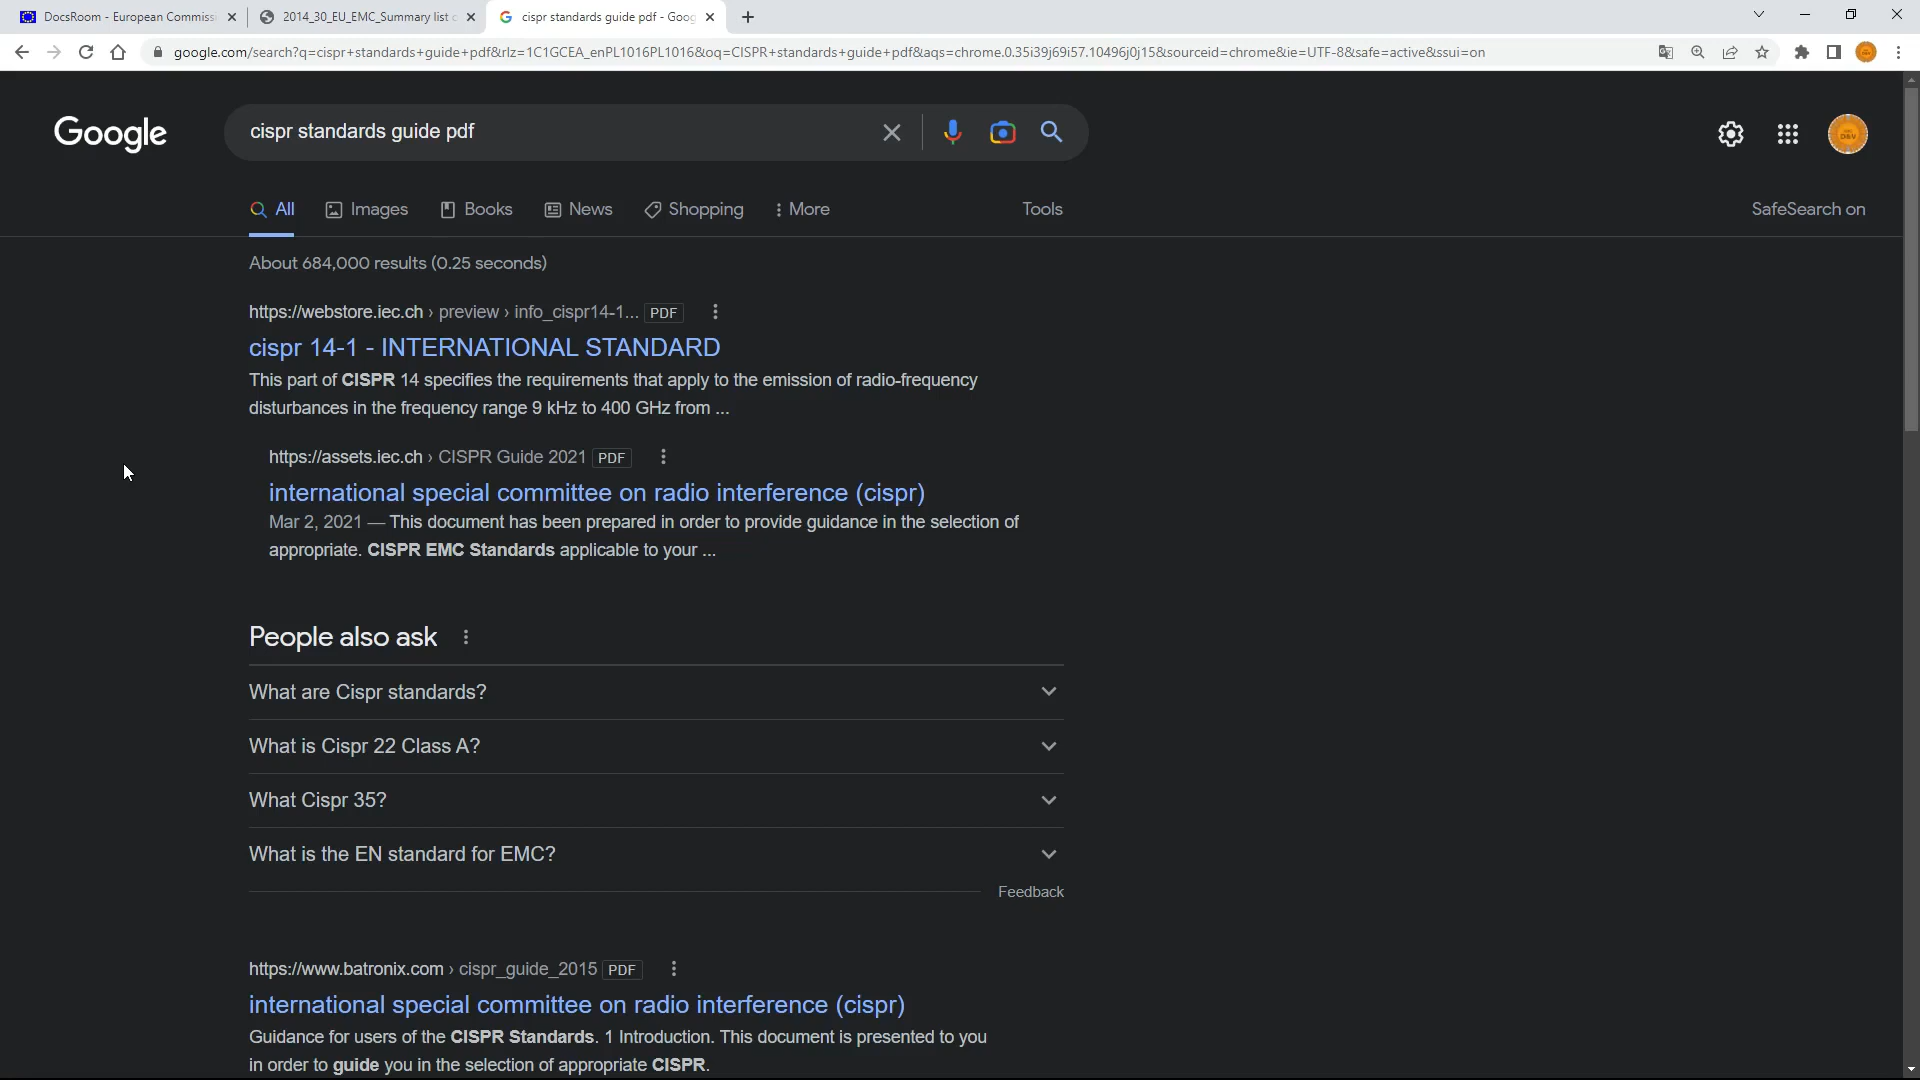 DocsRoom - European Commiss
2014_30_EU_EMC_Summary list c
cispr standards guide pdf - Goog
google.com/search?q=cispr+standards+guide+pdf&rlz=1C1GCEA_enPL1016PL1016&oq=CISPR+standards+guide+pdf&aqs=chrome.0.35i39j69i57.10496j0j15&sourceid=chrome&ie=UTF-8&safe=active&ssui=on
Google
cispr standards guide pdf
All
Images
Books
News
Shopping
More
Tools
SafeSearch on
About 684,000 results (0.25 seconds)
https://webstore.iec.ch › preview › info_cispr14-1... PDF
cispr 14-1 - INTERNATIONAL STANDARD
This part of CISPR 14 specifies the requirements that apply to the emission of radio-frequency
disturbances in the frequency range 9 kHz to 400 GHz from ...
https://assets.iec.ch › CISPR Guide 2021 PDF
international special committee on radio interference (cispr)
Mar 2, 2021 — This document has been prepared in order to provide guidance in the selection of
appropriate. CISPR EMC Standards applicable to your ...
People also ask
What are Cispr standards?
What is Cispr 22 Class A?
What Cispr 35?
What is the EN standard for EMC?
Feedback
https://www.batronix.com › cispr_guide_2015 PDF
international special committee on radio interference (cispr)
Guidance for users of the CISPR Standards. 1 Introduction. This document is presented to you
in order to guide you in the selection of appropriate CISPR.